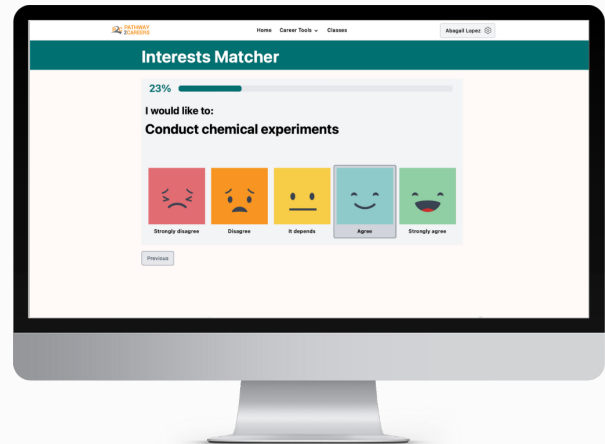 PATHWAY
2CAREERS
Home Career Tools Classes
Abagail Lopez
Interests Matcher
23%
I would like to:
Conduct chemical experiments
Strongly disagree Disagree It depends Agree Strongly agree
Previous